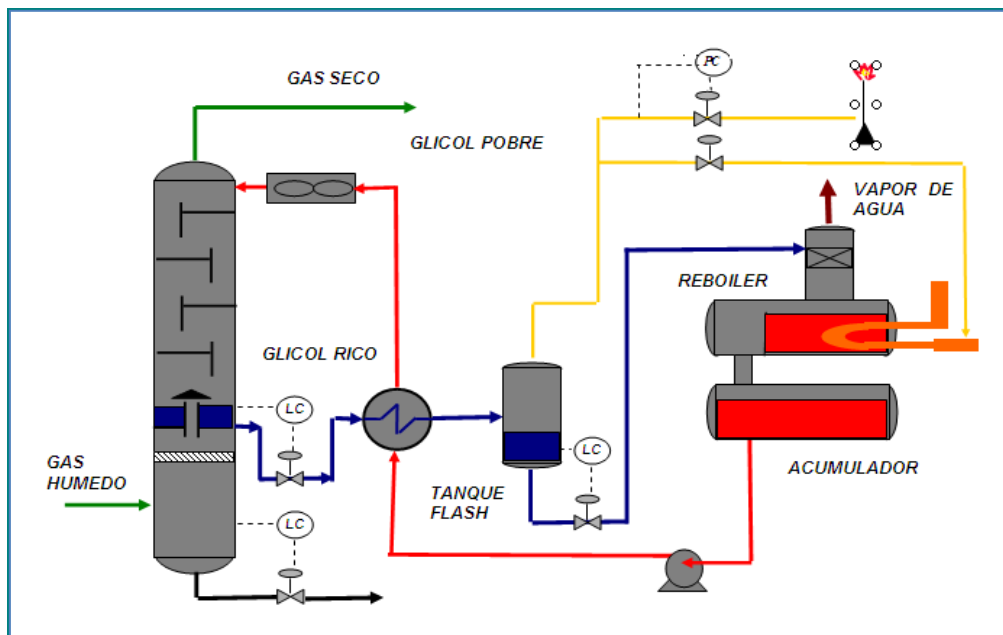 PC
GAS SECO
GLICOL POBRE
VAPOR DE
AGUA
REBOILER
GLICOL RICO
LC
LC
GAS
HUMEDO
TANQUE
FLASH
ACUMULADOR
LC